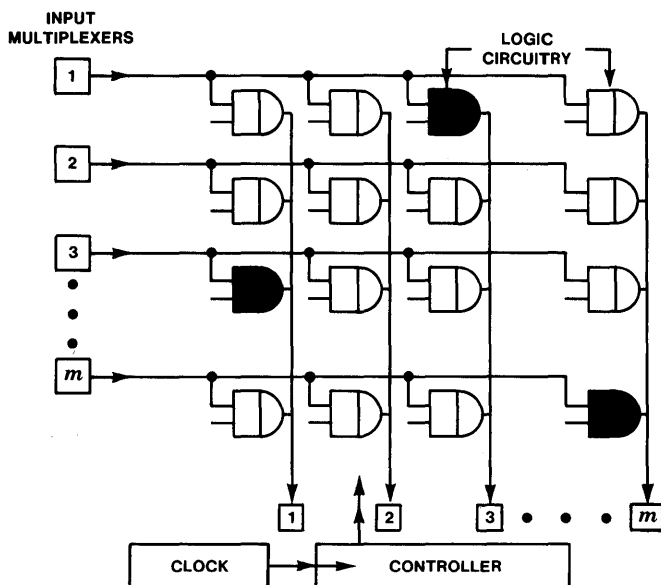 INPUT
MULTIPLEXERS
LOGIC
CIRCUITRY
1
2
3
m
1
2
3
m
CLOCK
CONTROLLER